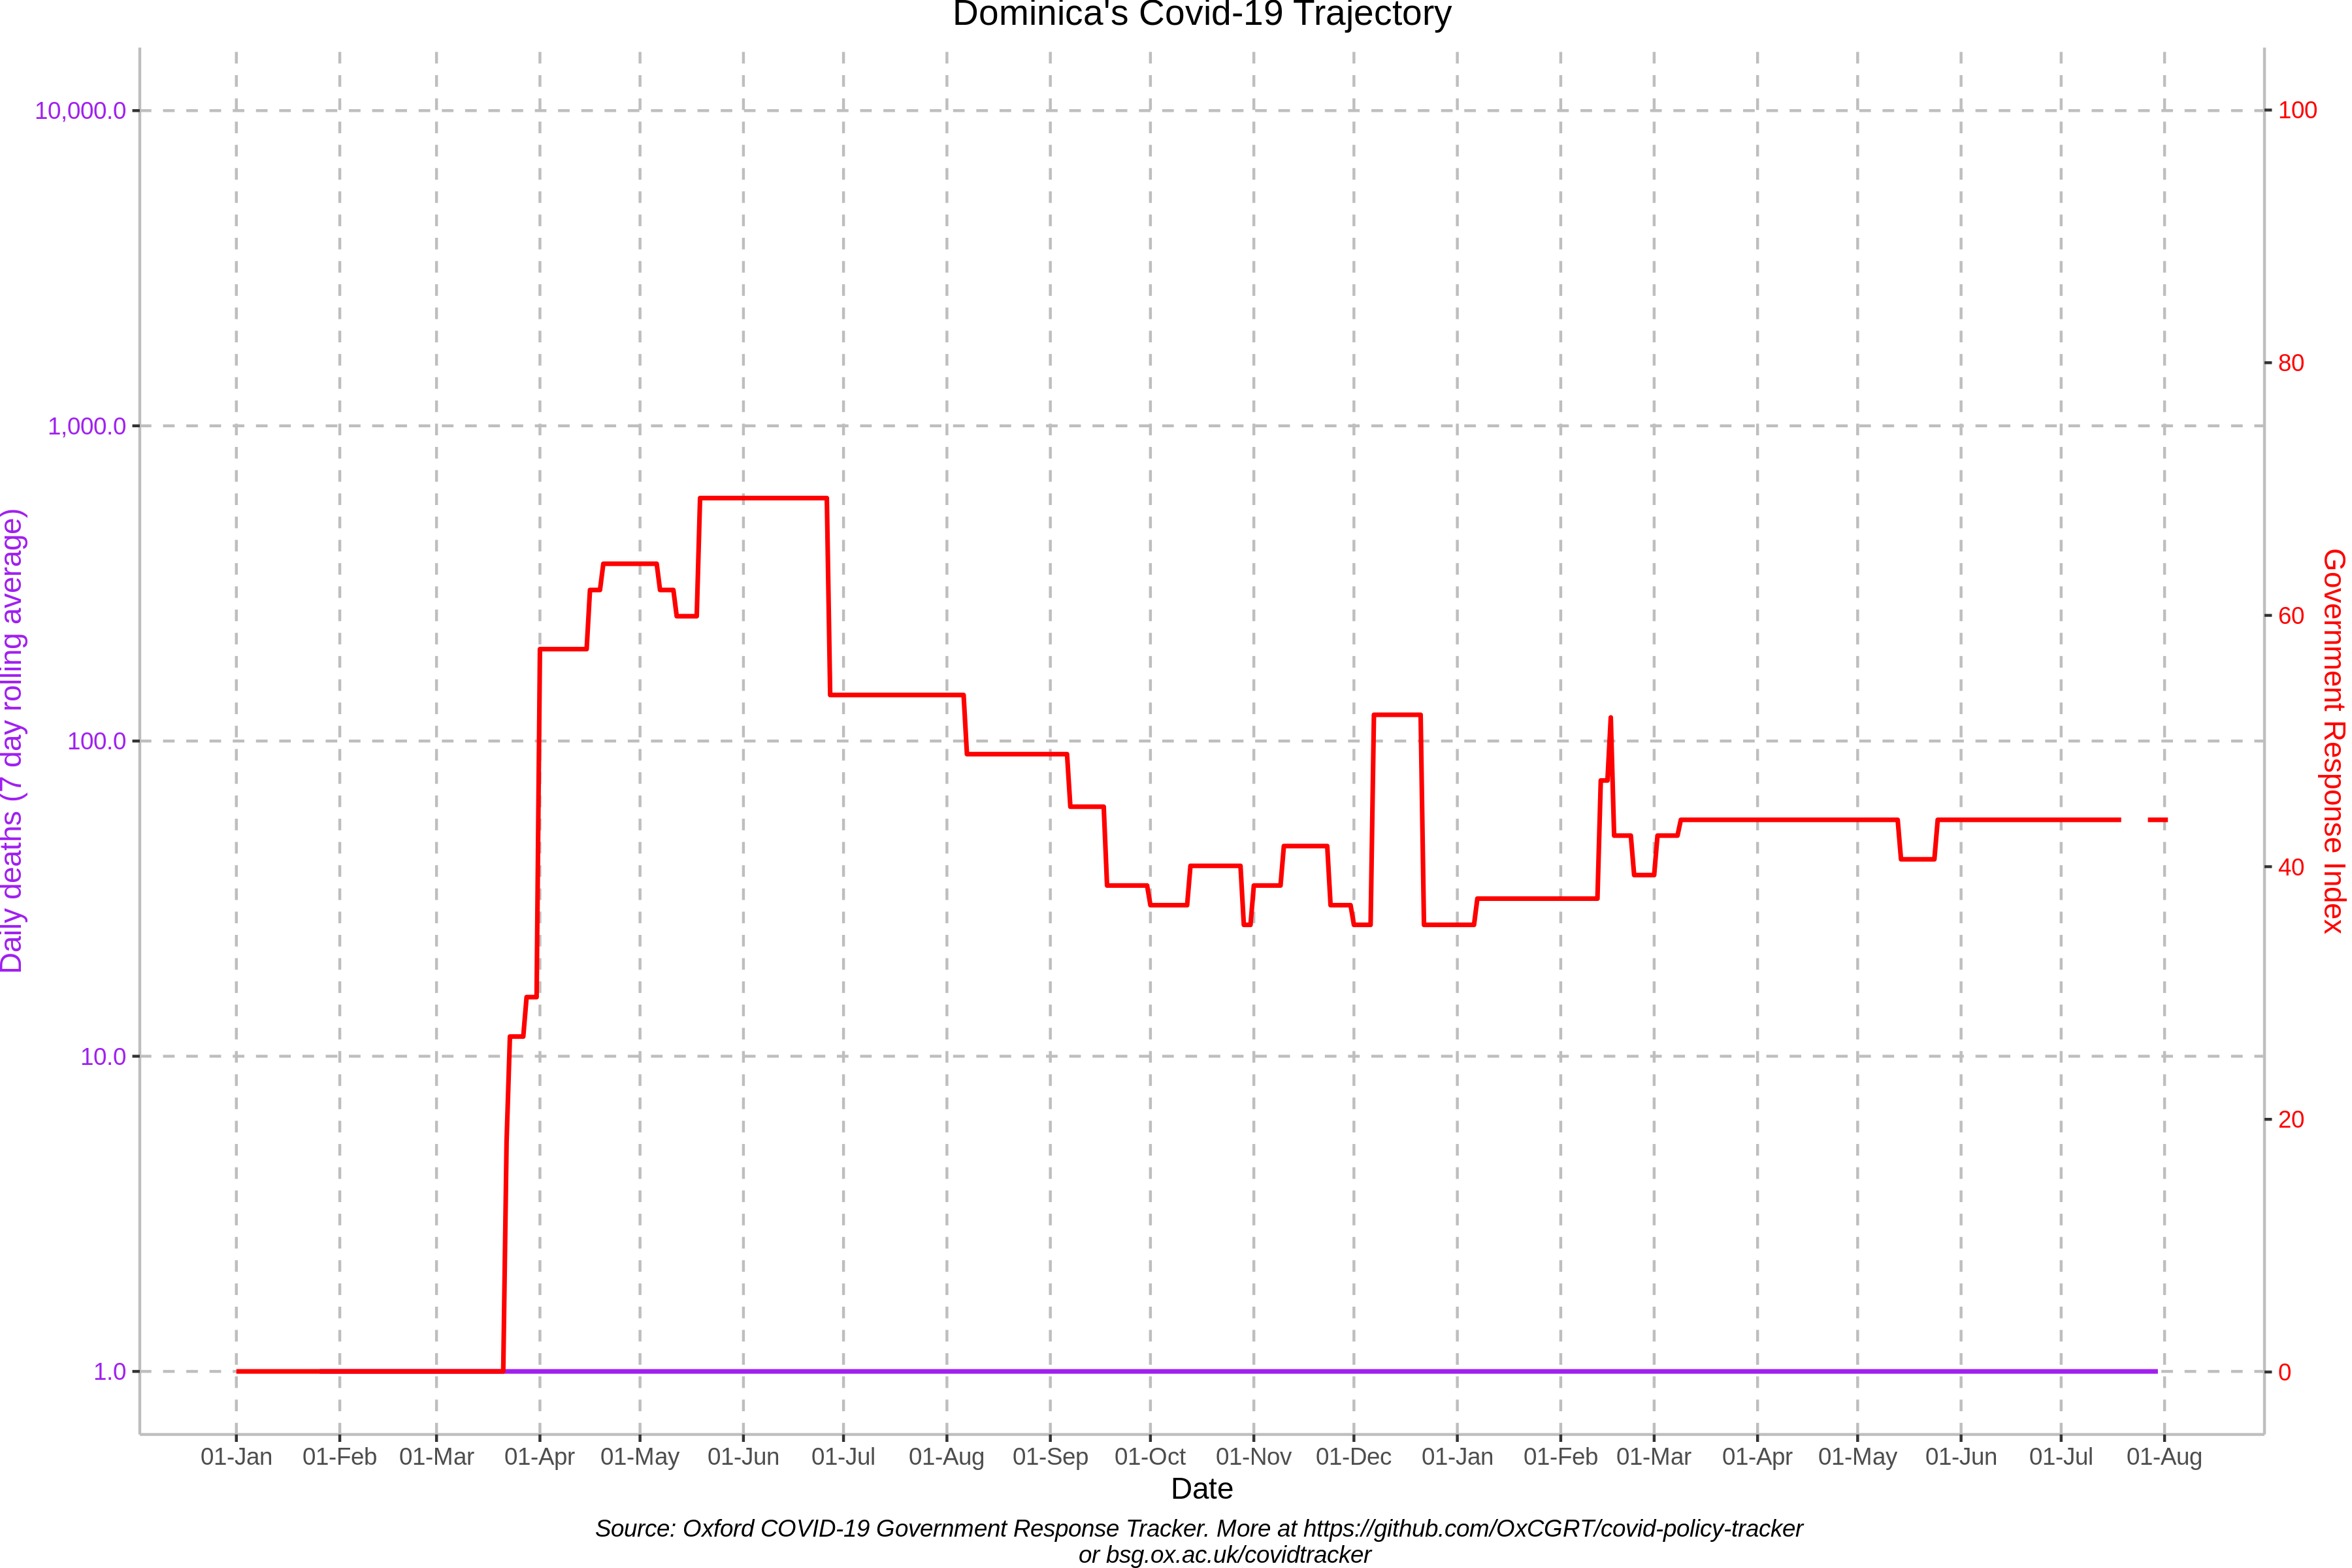 Dominica's Covid-19 Trajectory
10,000.0
1,000.0
100.0
10.0
1.0
Daily deaths (7 day rolling average)
100
80
60
40
20
0
Government Response Index
01-Jan 01-Feb 01-Mar 01-Apr 01-May 01-Jun 01-Jul 01-Aug 01-Sep 01-Oct 01-Nov 01-Dec 01-Jan 01-Feb 01-Mar 01-Apr 01-May 01-Jun 01-Jul 01-Aug
Date
Source: Oxford COVID-19 Government Response Tracker. More at https://github.com/OxCGRT/covid-policy-tracker
or bsg.ox.ac.uk/covidtracker